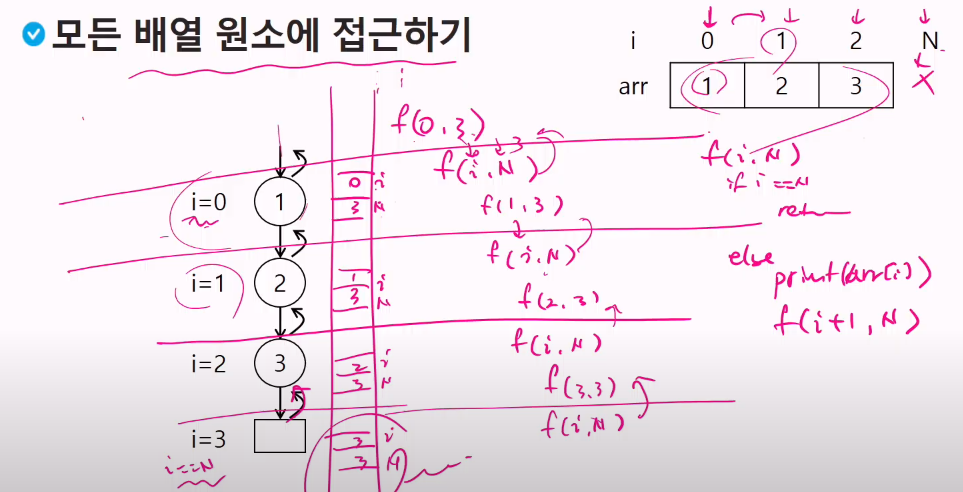 모든 배열 원소에 접근하기
i 0 1 2 N
arr 1 2 3 X
f(0,3)
3
f(i,N)
f(i,N)
if i==N
return
i=0 1 0 i
3 N
f(1,3)
f(i,N)
else
print(arr[i])
f(i+1,N)
i=1 2 1 i
3 N
f(2,3)
f(i,N)
i=2 3 2 i
3 N
f(3,3)
f(i,N)
i=3 3 i
i==N 3 N